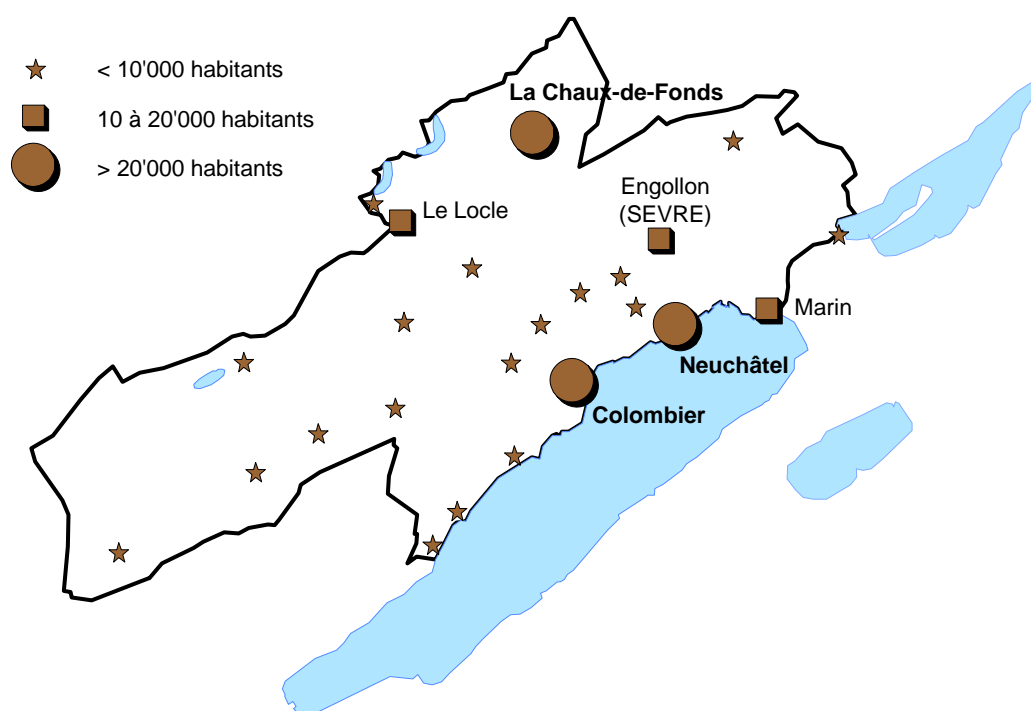 < 10'000 habitants
10 à 20'000 habitants
> 20'000 habitants
La Chaux-de-Fonds
Engollon
(SEVRE)
Le Locle
Marin
Neuchâtel
Colombier